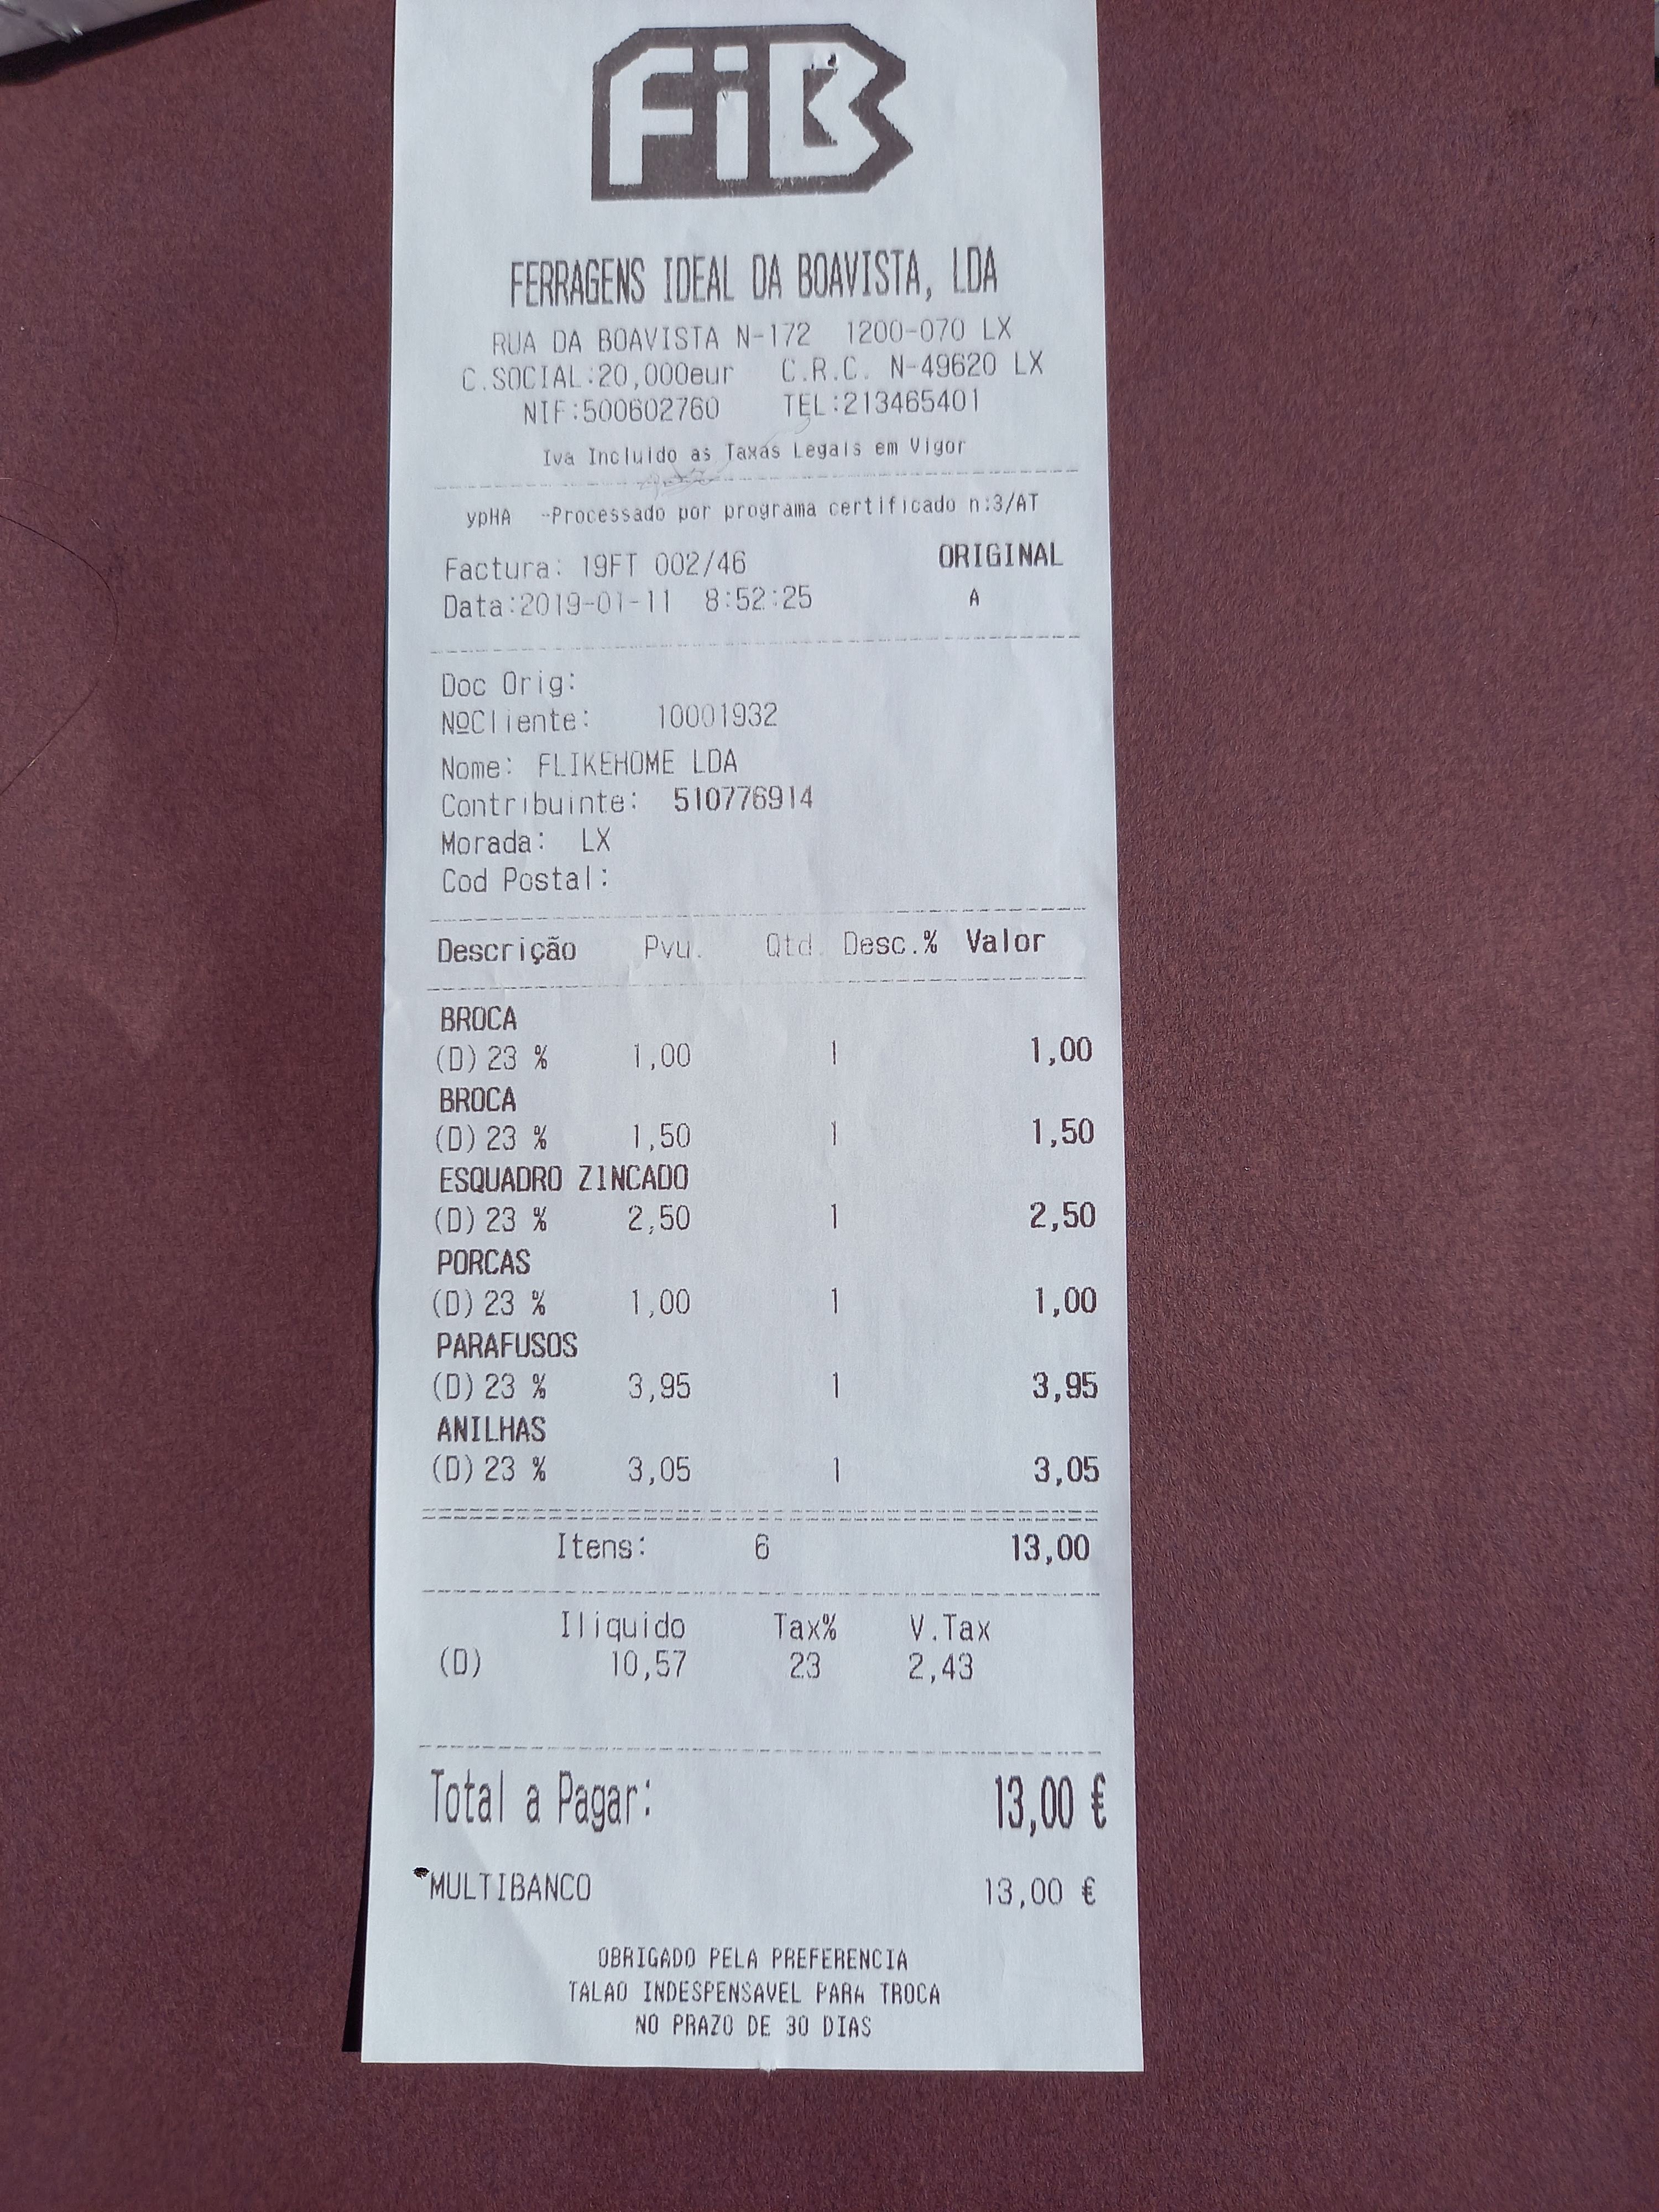 FiB
FERRAGENS IDEAL DA BOAVISTA, LDA
RUA DA BOAVISTA N-172 1200-070 LX
C.SOCIAL:20,000eur C.R.C. N-49620 LX
NIF:500602760 TEL:213465401
Iva Incluido as Taxas Legais em Vigor
ypHA -Processado por programa certificado n:3/AT
Factura: 19FT 002/46 ORIGINAL
Data:2019-01-11 8:52:25 A
Doc Orig:
NºCliente: 10001932
Nome: FLIKEHOME LDA
Contribuinte: 510776914
Morada: LX
Cod Postal:
Descrição Pvu. Qtd. Desc.% Valor
BROCA
(D) 23 % 1,00 1 1,00
BROCA
(D) 23 % 1,50 1 1,50
ESQUADRO ZINCADO
(D) 23 % 2,50 1 2,50
PORCAS
(D) 23 % 1,00 1 1,00
PARAFUSOS
(D) 23 % 3,95 1 3,95
ANILHAS
(D) 23 % 3,05 1 3,05
Itens: 6 13,00
Iliquido Tax% V.Tax
(D) 10,57 23 2,43
Total a Pagar: 13,00 €
MULTIBANCO 13,00 €
OBRIGADO PELA PREFERENCIA
TALAO INDESPENSAVEL PARA TROCA
NO PRAZO DE 30 DIAS